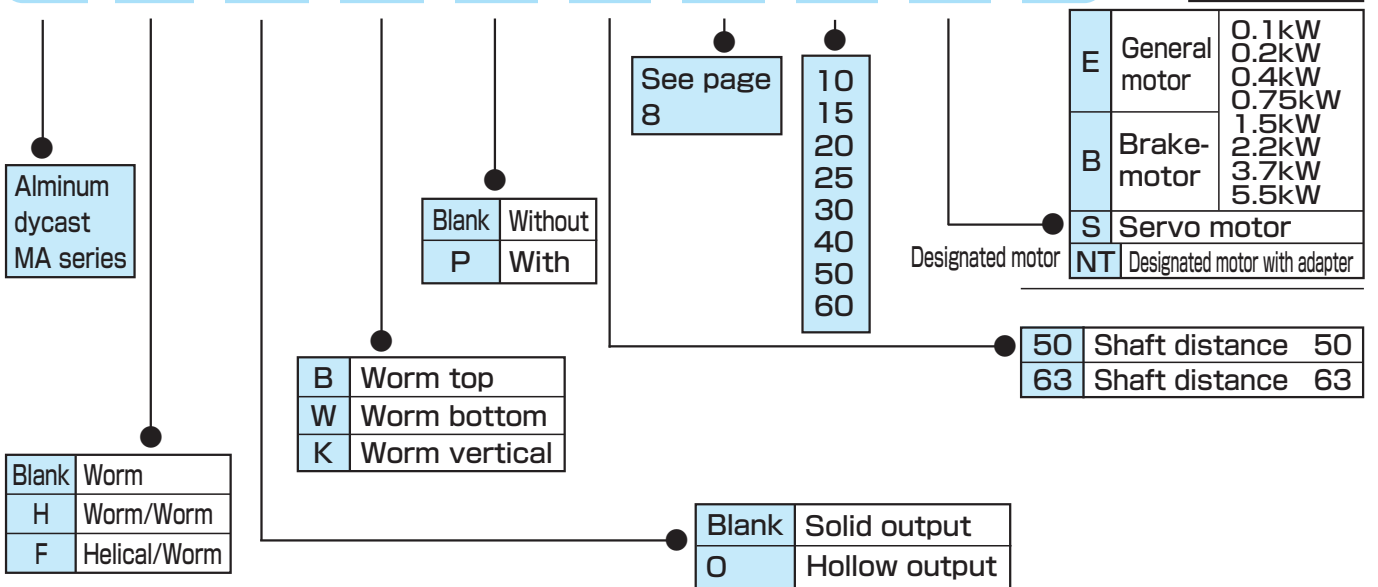 Alminum
dycast
MA series
Blank Worm
H Worm/Worm
F Helical/Worm
Blank Solid output
O Hollow output
B Worm top
W Worm bottom
K Worm vertical
Blank Without
P With
50 Shaft distance 50
63 Shaft distance 63
See page
8
10
15
20
25
30
40
50
60
Designated motor
E General motor
0.1kW
0.2kW
0.4kW
0.75kW
B Brake-motor
1.5kW
2.2kW
3.7kW
5.5kW
S Servo motor
NT Designated motor with adapter